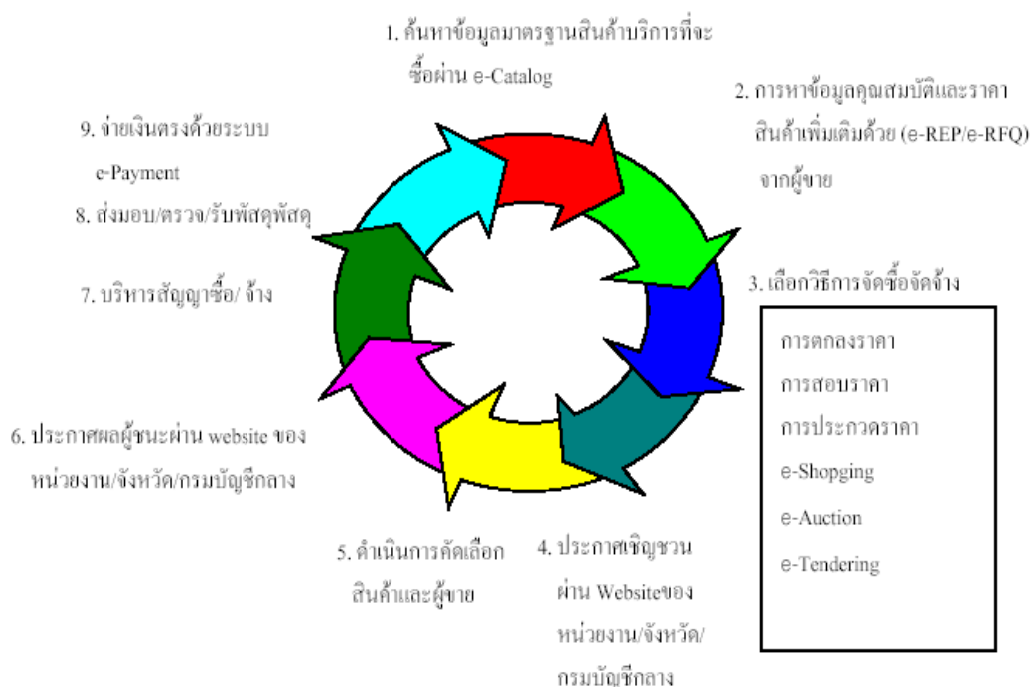 1. ค้นหาข้อมูลมาตรฐานสินค้าบริการที่จะ
ซื้อผ่าน e-Catalog
2. การหาข้อมูลคุณสมบัติและราคา
สินค้าเพิ่มเติมด้วย (e-REP/e-RFQ)
จากผู้ขาย
3. เลือกวิธีการจัดซื้อจัดจ้าง
การตกลงราคา
การสอบราคา
การประกวดราคา
e-Shopging
e-Auction
e-Tendering
4. ประกาศเชิญชวน
ผ่าน Websiteของ
หน่วยงาน/จังหวัด/
กรมบัญชีกลาง
5. ดำเนินการคัดเลือก
สินค้าและผู้ขาย
6. ประกาศผลผู้ชนะผ่าน website ของ
หน่วยงาน/จังหวัด/กรมบัญชีกลาง
7. บริหารสัญญาซื้อ/ จ้าง
8. ส่งมอบ/ตรวจ/รับพัสดุพัสดุ
9. จ่ายเงินตรงด้วยระบบ
e-Payment